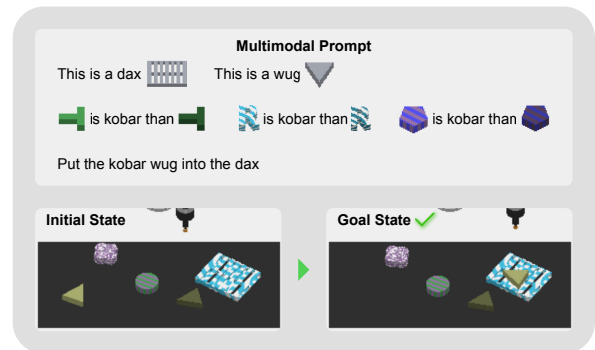 Multimodal Prompt
This is a dax This is a wug
is kobar than is kobar than is kobar than
Put the kobar wug into the dax
Initial State Goal State